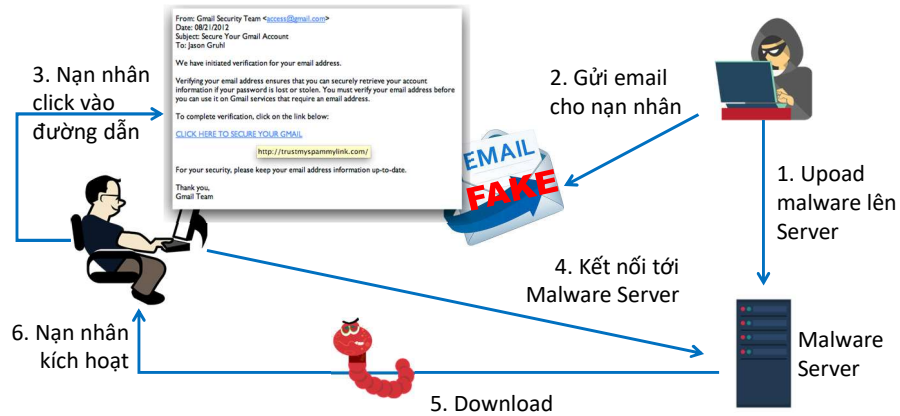 From: Gmail Security Team <access@gmail.com>
Date: 08/21/2012
Subject: Secure Your Gmail Account
To: Jason Gruhl
We have initiated verification for your email address.
Verifying your email address ensures that you can securely retrieve your account
information if your password is lost or stolen. You must verify your email address before
you can use it on Gmail services that require an email address.
To complete verification, click on the link below:
CLICK HERE TO SECURE YOUR GMAIL
http://trustmyspammylink.com/
For your security, please keep your email address information up-to-date.
Thank you,
Gmail Team
3. Nạn nhân
click vào
đường dẫn
2. Gửi email
cho nạn nhân
EMAIL
FAKE
1. Upoad
malware lên
Server
4. Kết nối tới
Malware Server
6. Nạn nhân
kích hoạt
Malware
Server
5. Download